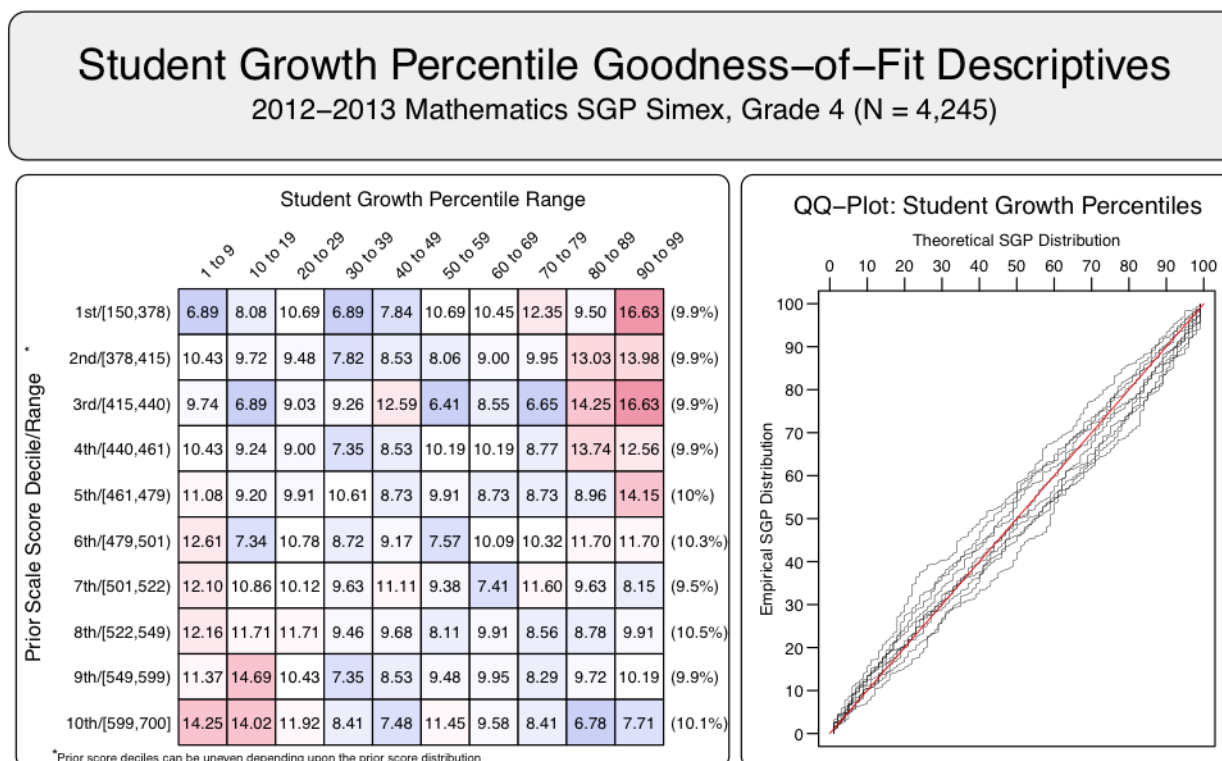 Student Growth Percentile Goodness−of−Fit Descriptives
2012−2013 Mathematics SGP Simex, Grade 4 (N = 4,245)
Student Growth Percentile Range
1 to 9 10 to 19 20 to 29 30 to 39 40 to 49 50 to 59 60 to 69 70 to 79 80 to 89 90 to 99
Prior Scale Score Decile/Range *
1st/[150,378) 6.89 8.08 10.69 6.89 7.84 10.69 10.45 12.35 9.50 16.63 (9.9%)
2nd/[378,415) 10.43 9.72 9.48 7.82 8.53 8.06 9.00 9.95 13.03 13.98 (9.9%)
3rd/[415,440) 9.74 6.89 9.03 9.26 12.59 6.41 8.55 6.65 14.25 16.63 (9.9%)
4th/[440,461) 10.43 9.24 9.00 7.35 8.53 10.19 10.19 8.77 13.74 12.56 (9.9%)
5th/[461,479) 11.08 9.20 9.91 10.61 8.73 9.91 8.73 8.73 8.96 14.15 (10%)
6th/[479,501) 12.61 7.34 10.78 8.72 9.17 7.57 10.09 10.32 11.70 11.70 (10.3%)
7th/[501,522) 12.10 10.86 10.12 9.63 11.11 9.38 7.41 11.60 9.63 8.15 (9.5%)
8th/[522,549) 12.16 11.71 11.71 9.46 9.68 8.11 9.91 8.56 8.78 9.91 (10.5%)
9th/[549,599) 11.37 14.69 10.43 7.35 8.53 9.48 9.95 8.29 9.72 10.19 (9.9%)
10th/[599,700] 14.25 14.02 11.92 8.41 7.48 11.45 9.58 8.41 6.78 7.71 (10.1%)
*Prior score deciles can be uneven depending upon the prior score distribution
QQ−Plot: Student Growth Percentiles
Theoretical SGP Distribution
0 10 20 30 40 50 60 70 80 90 100
Empirical SGP Distribution
100
90
80
70
60
50
40
30
20
10
0